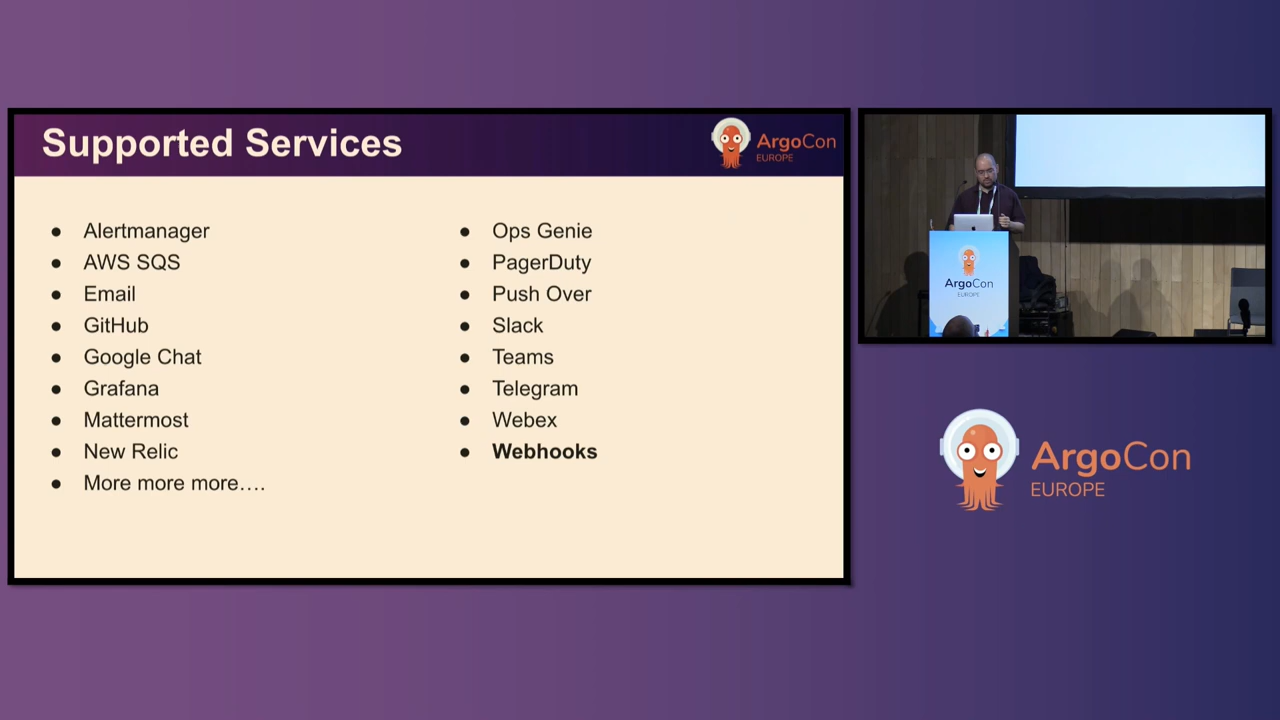 Supported Services
ArgoCon
EUROPE
Alertmanager
AWS SQS
Email
GitHub
Google Chat
Grafana
Mattermost
New Relic
More more more….
Ops Genie
PagerDuty
Push Over
Slack
Teams
Telegram
Webex
Webhooks
ArgoCon
EUROPE
ArgoCon
EUROPE